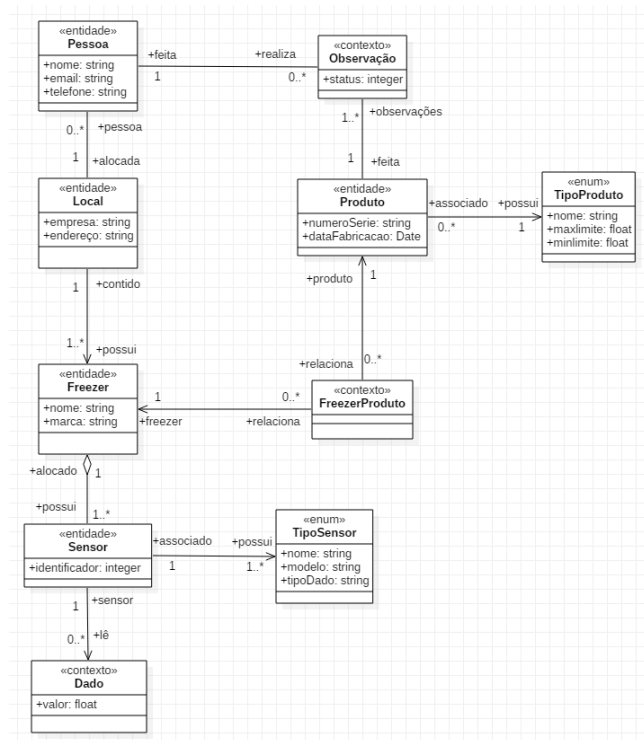 «entidade»
Pessoa
+nome: string
+email: string
+telefone: string
+feita
1
+realiza
0..*
«contexto»
Observação
+status: integer
0..*
+pessoa
1
+alocada
1..*
+observações
1
+feita
«entidade»
Local
+empresa: string
+endereço: string
«entidade»
Produto
+numeroSerie: string
+dataFabricacao: Date
+associado
0..*
+possui
1
«enum»
TipoProduto
+nome: string
+maxlimite: float
+minlimite: float
1
+contido
1..*
+possui
+produto
1
+relaciona
0..*
«entidade»
Freezer
+nome: string
+marca: string
1
+freezer
0..*
+relaciona
«contexto»
FreezerProduto
+alocado
1
+possui
1..*
«entidade»
Sensor
+identificador: integer
+associado
1
+possui
1..*
«enum»
TipoSensor
+nome: string
+modelo: string
+tipoDado: string
1
+sensor
0..*
+lê
«contexto»
Dado
+valor: float